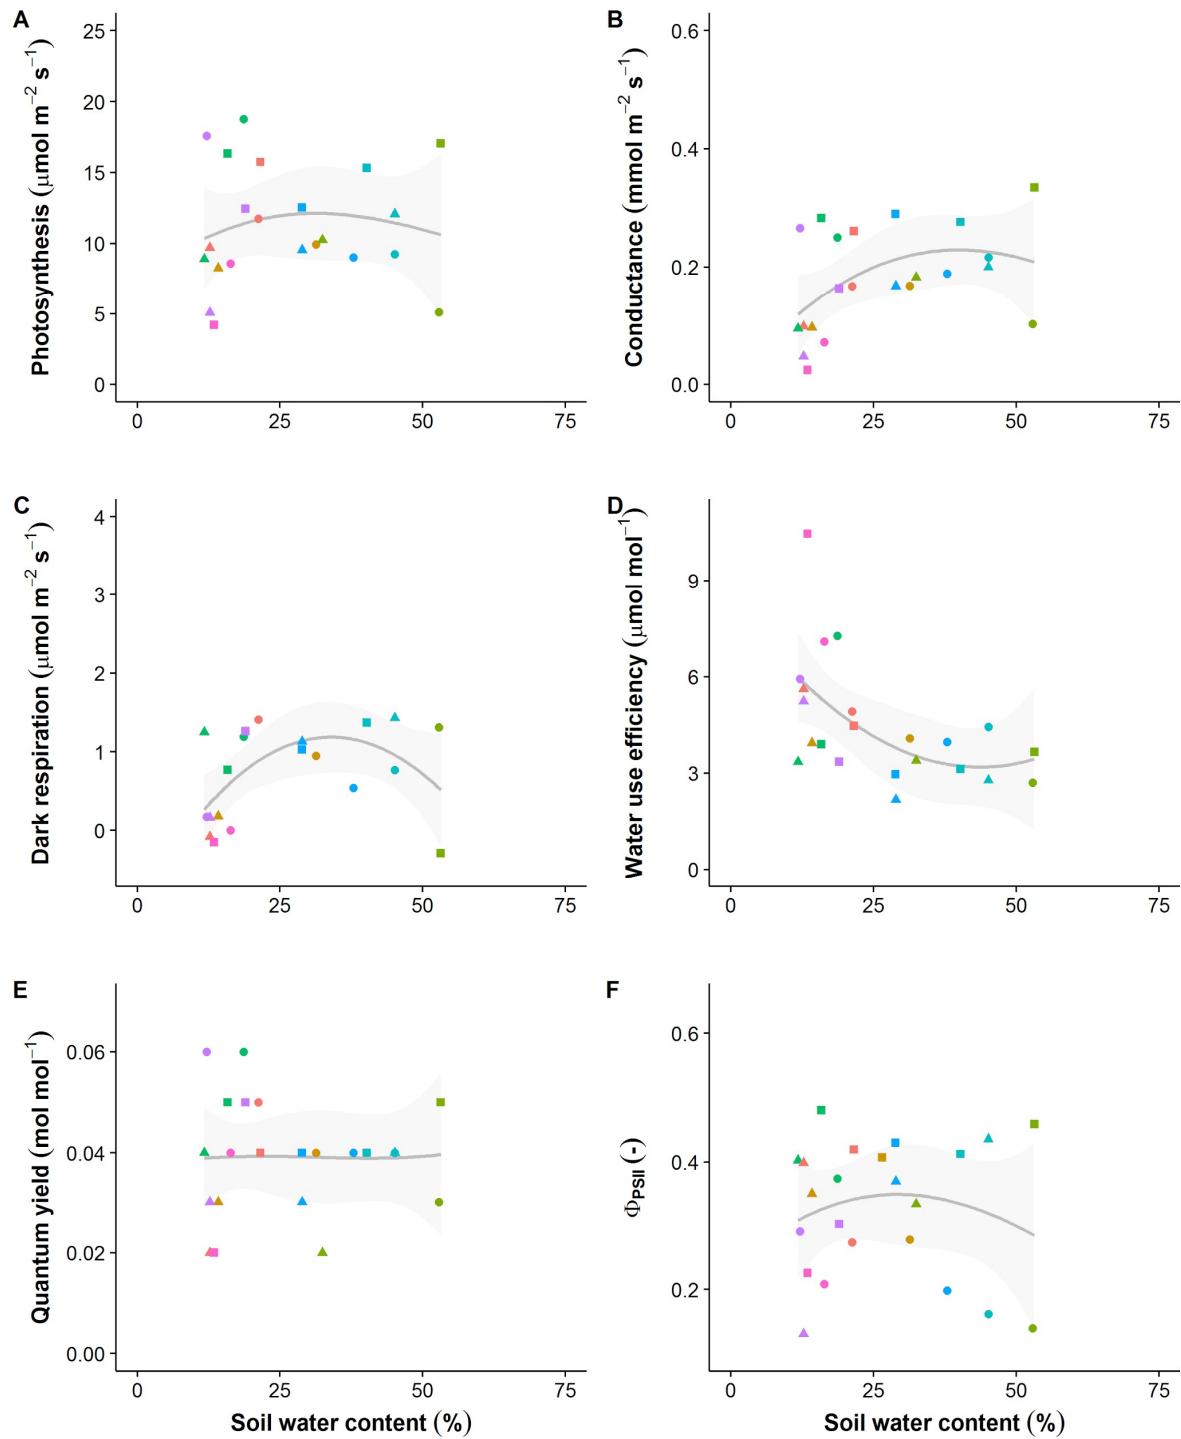 A
Photosynthesis (μmol m⁻² s⁻¹)
25
20
15
10
5
0
0 25 50 75
B
Conductance (mmol m⁻² s⁻¹)
0.6
0.4
0.2
0.0
0 25 50 75
C
Dark respiration (μmol m⁻² s⁻¹)
4
3
2
1
0
0 25 50 75
D
Water use efficiency (μmol mol⁻¹)
9
6
3
0
0 25 50 75
E
Quantum yield (mol mol⁻¹)
0.06
0.04
0.02
0.00
0 25 50 75
Soil water content (%)
F
ΦPSII (-)
0.6
0.4
0.2
0 25 50 75
Soil water content (%)